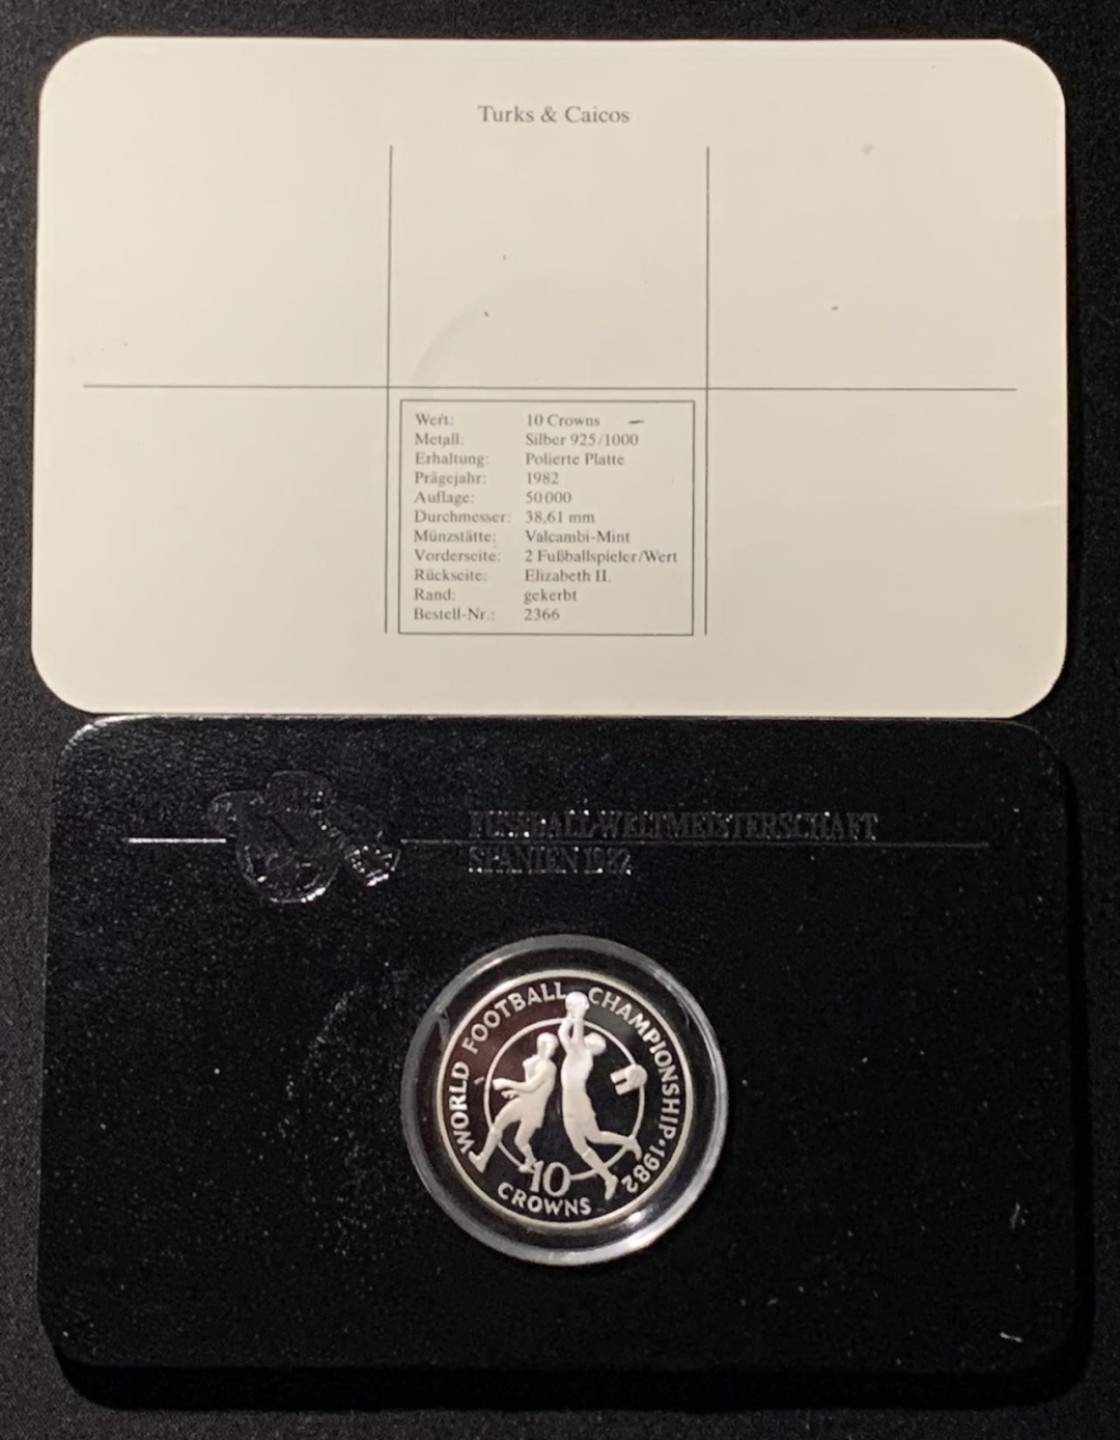 Turks & Caicos
Wert: 10 Crowns
Metall: Silber 925/1000
Erhaltung: Polierte Platte
Prägejahr: 1982
Auflage: 50 000
Durchmesser: 38,61 mm
Münzstätte: Valcambi-Mint
Vorderseite: 2 Fußballspieler/Wert
Rückseite: Elizabeth II.
Rand: gekerbt
Bestell-Nr.: 2366
FUSSBALL-WELTMEISTERSCHAFT
SPANIEN 1982
WORLD FOOTBALL CHAMPIONSHIP · 1982
10
CROWNS